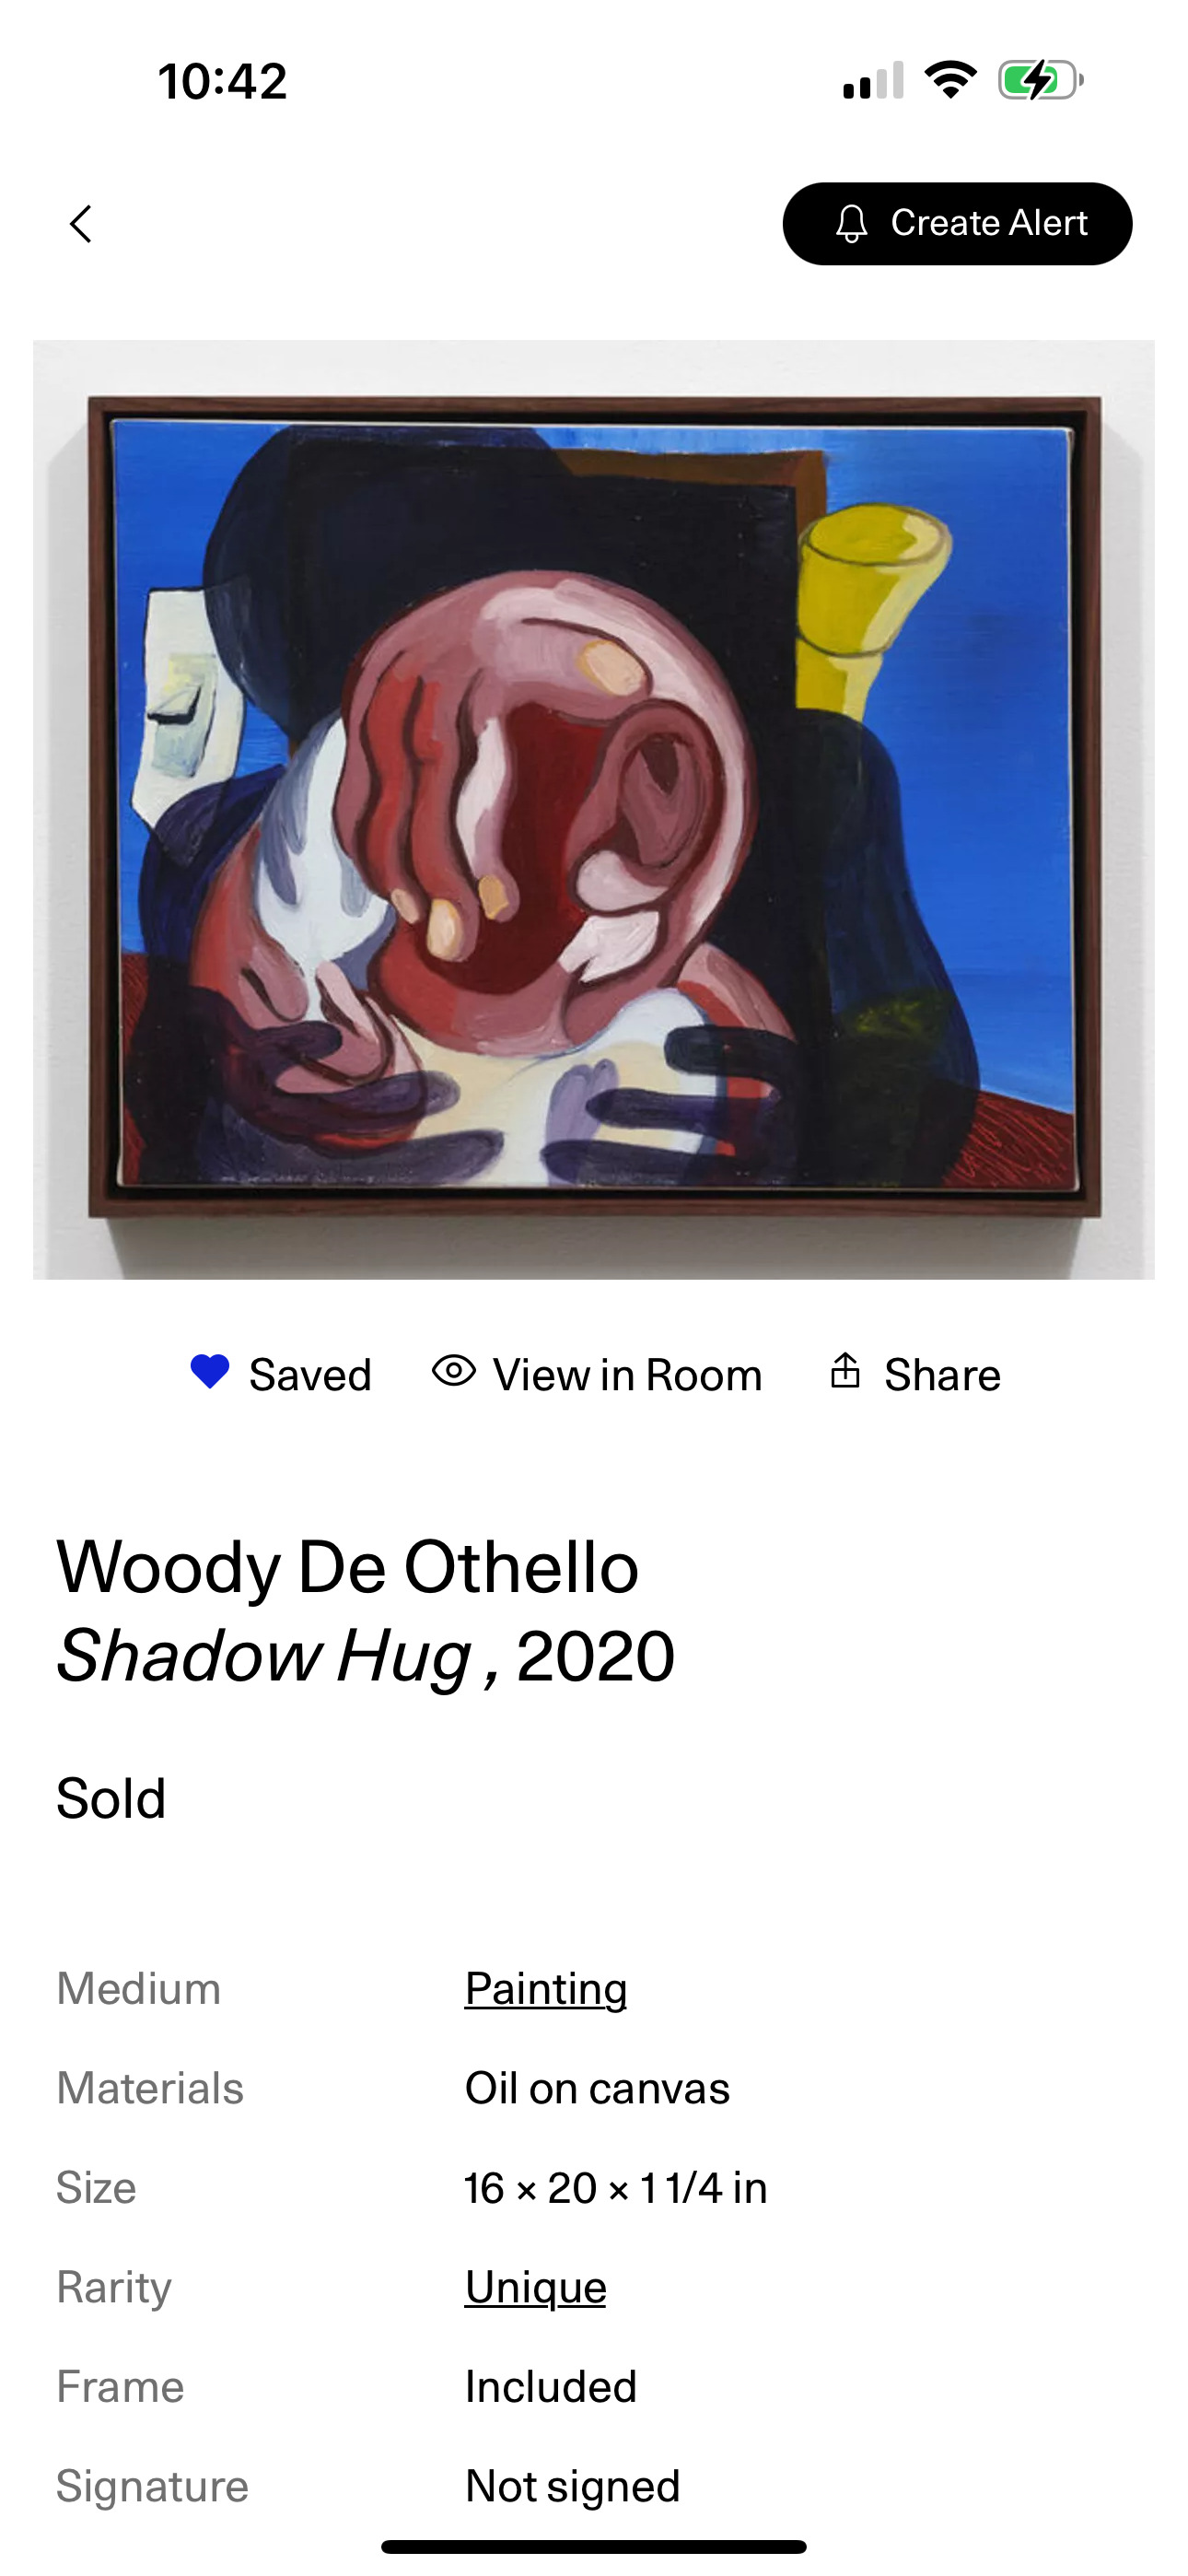 10:42
Create Alert
Saved View in Room Share
Woody De Othello
Shadow Hug , 2020
Sold
Medium Painting
Materials Oil on canvas
Size 16 × 20 × 1 1/4 in
Rarity Unique
Frame Included
Signature Not signed